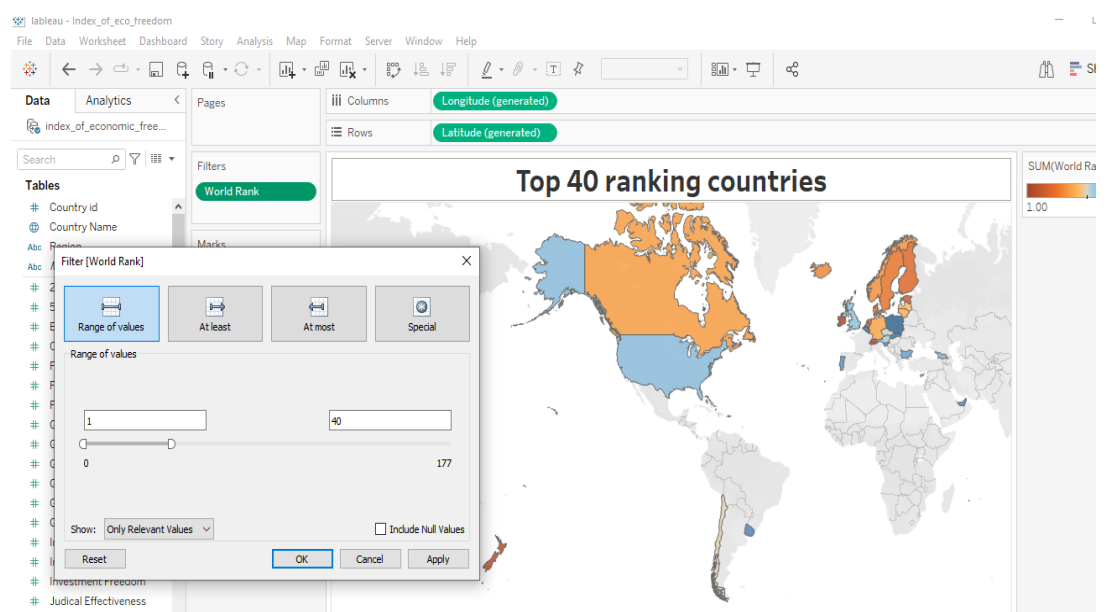 tableau - Index_of_eco_freedom
File Data Worksheet Dashboard Story Analysis Map Format Server Window Help
Data Analytics
Pages
Columns
Longitude (generated)
index_of_economic_free...
Rows
Latitude (generated)
Search
Filters
World Rank
Top 40 ranking countries
SUM(World Ra
1.00
Tables
# Country id
Country Name
Abc Region
Marks
Abc
Filter [World Rank]
Range of values
At least
At most
Special
Range of values
1
40
0
177
Show: Only Relevant Values
Include Null Values
Reset
OK
Cancel
Apply
# Investment Freedom
# Judical Effectiveness